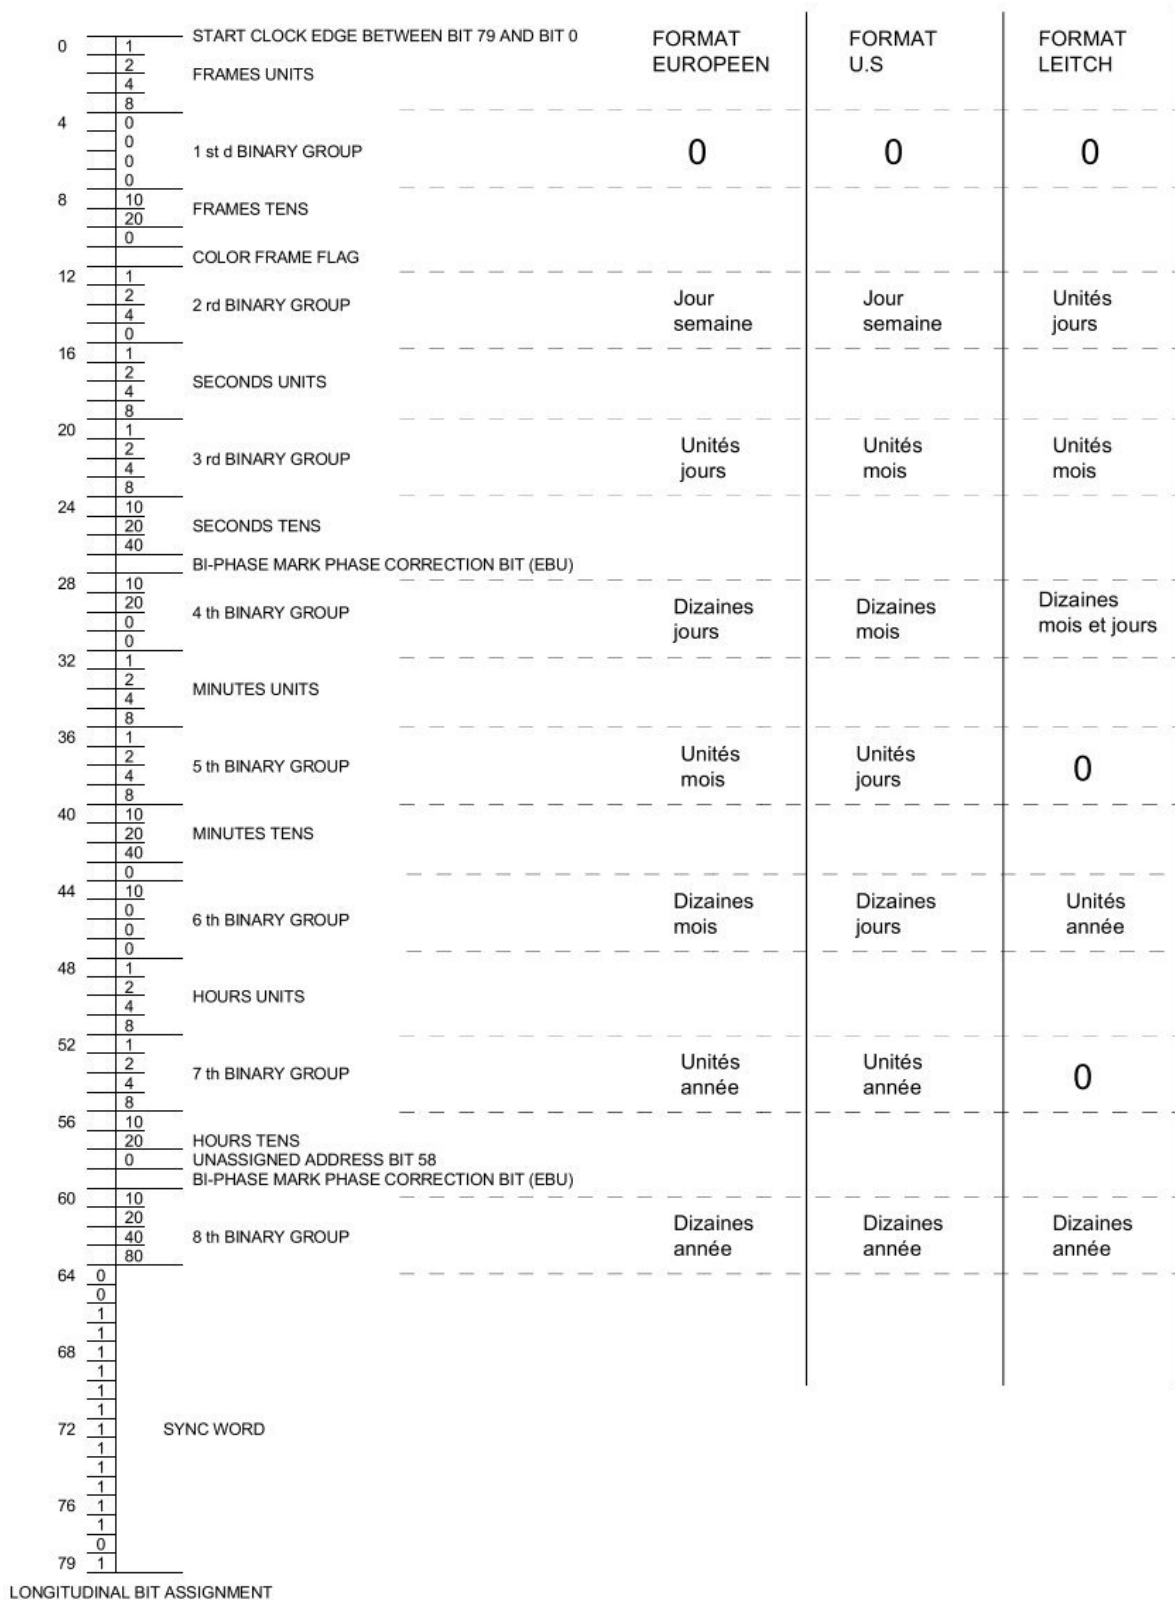 START CLOCK EDGE BETWEEN BIT 79 AND BIT 0
FORMAT EUROPEEN
FORMAT U.S
FORMAT LEITCH
0 1
2
4
8
FRAMES UNITS
4 0
0
0
0
1 st d BINARY GROUP 0 0 0
8 10
20
0
FRAMES TENS
COLOR FRAME FLAG
12 1
2
4
0
2 rd BINARY GROUP
Jour semaine
Jour semaine
Unités jours
16 1
2
4
8
SECONDS UNITS
20 1
2
4
8
3 rd BINARY GROUP
Unités jours
Unités mois
Unités mois
24 10
20
40
SECONDS TENS
BI-PHASE MARK PHASE CORRECTION BIT (EBU)
28 10
20
0
0
4 th BINARY GROUP
Dizaines jours
Dizaines mois
Dizaines mois et jours
32 1
2
4
8
MINUTES UNITS
36 1
2
4
8
5 th BINARY GROUP
Unités mois
Unités jours
0
40 10
20
40
0
MINUTES TENS
44 10
0
0
0
6 th BINARY GROUP
Dizaines mois
Dizaines jours
Unités année
48 1
2
4
8
HOURS UNITS
52 1
2
4
8
7 th BINARY GROUP
Unités année
Unités année
0
56 10
20 HOURS TENS
0 UNASSIGNED ADDRESS BIT 58
BI-PHASE MARK PHASE CORRECTION BIT (EBU)
60 10
20
40
80
8 th BINARY GROUP
Dizaines année
Dizaines année
Dizaines année
64 0
0
1
1
68 1
1
1
1
72 1
SYNC WORD
1
1
1
76 1
1
0
79 1
LONGITUDINAL BIT ASSIGNMENT